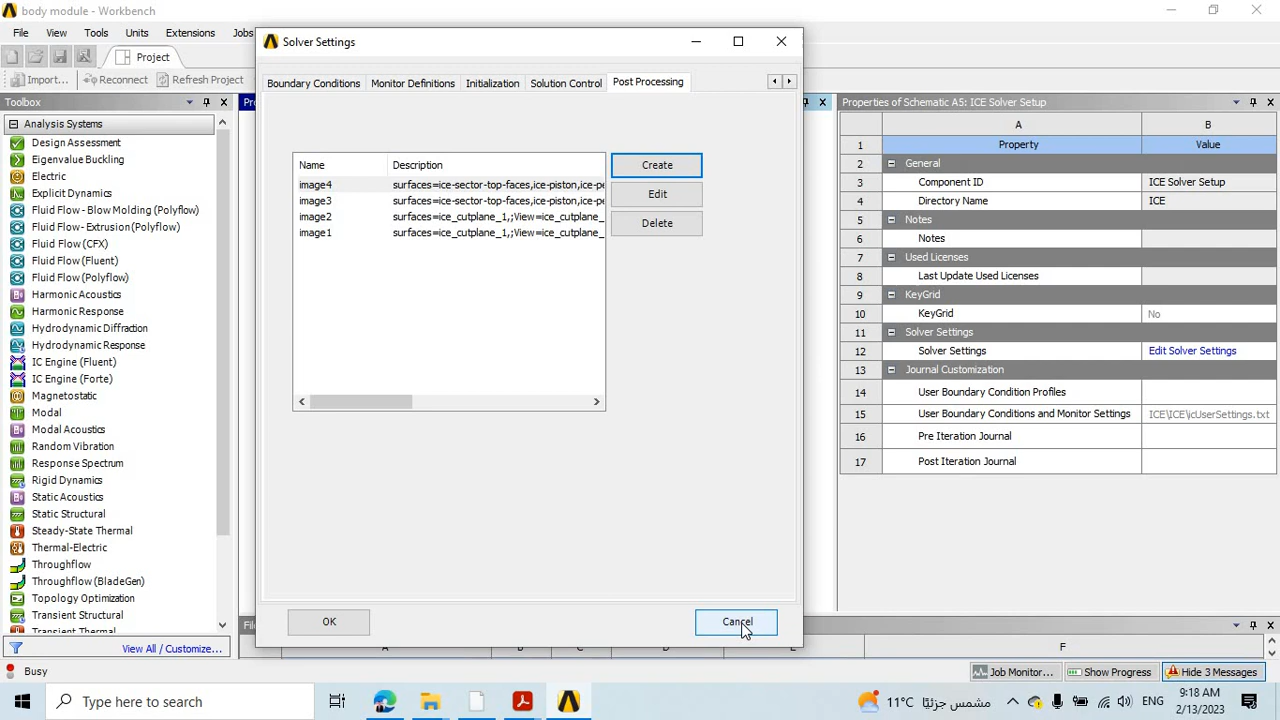 body module - Workbench
File View Tools Units Extensions Jobs
Project
Import... Reconnect Refresh Project
Toolbox
Analysis Systems
Design Assessment
Eigenvalue Buckling
Electric
Explicit Dynamics
Fluid Flow - Blow Molding (Polyflow)
Fluid Flow- Extrusion (Polyflow)
Fluid Flow (CFX)
Fluid Flow (Fluent)
Fluid Flow (Polyflow)
Harmonic Acoustics
Harmonic Response
Hydrodynamic Diffraction
Hydrodynamic Response
IC Engine (Fluent)
IC Engine (Forte)
Magnetostatic
Modal
Modal Acoustics
Random Vibration
Response Spectrum
Rigid Dynamics
Static Acoustics
Static Structural
Steady-State Thermal
Thermal-Electric
Throughflow
Throughflow (BladeGen)
Topology Optimization
Transient Structural
View All / Customize...
Busy
Solver Settings
Boundary Conditions Monitor Definitions Initialization Solution Control Post Processing
Name Description
image4 surfaces=ice-sector-top-faces,ice-piston,ice-pe
image3 surfaces=ice-sector-top-faces,ice-piston,ice-pe
image2 surfaces=ice_cutplane_1,;View=ice_cutplane_
image1 surfaces=ice_cutplane_1,;View=ice_cutplane_
Create
Edit
Delete
OK Cancel
Properties of Schematic A5: ICE Solver Setup
A B
1 Property Value
2 General
3 Component ID ICE Solver Setup
4 Directory Name ICE
5 Notes
6 Notes
7 Used Licenses
8 Last Update Used Licenses
9 KeyGrid
10 KeyGrid No
11 Solver Settings
12 Solver Settings Edit Solver Settings
13 Journal Customization
14 User Boundary Condition Profiles
15 User Boundary Conditions and Monitor Settings ICE\ICE\icUserSettings.txt
16 Pre Iteration Journal
17 Post Iteration Journal
F
Job Monitor... Show Progress Hide 3 Messages
Type here to search
11°C مشمس جزئيًا
ENG
9:18 AM
2/13/2023